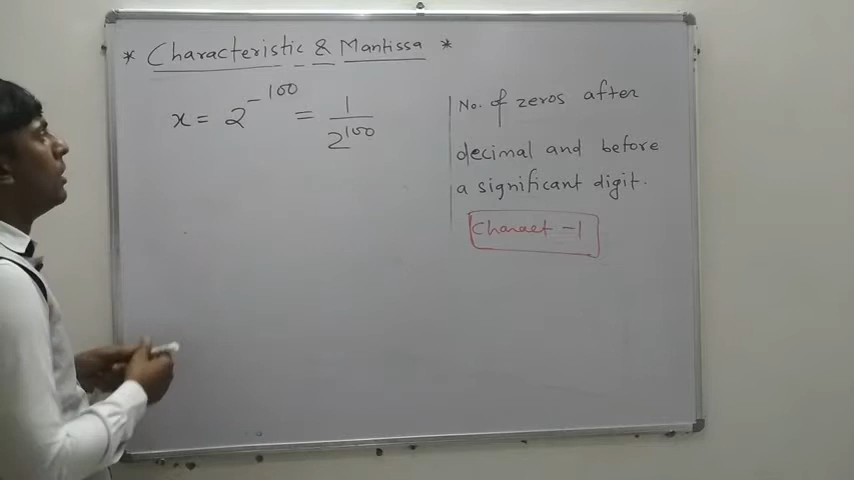 * Characteristic & Mantissa *
x = 2^-100 = 1/2^100
No. of zeros after
decimal and before
a significant digit.
Charact - 1